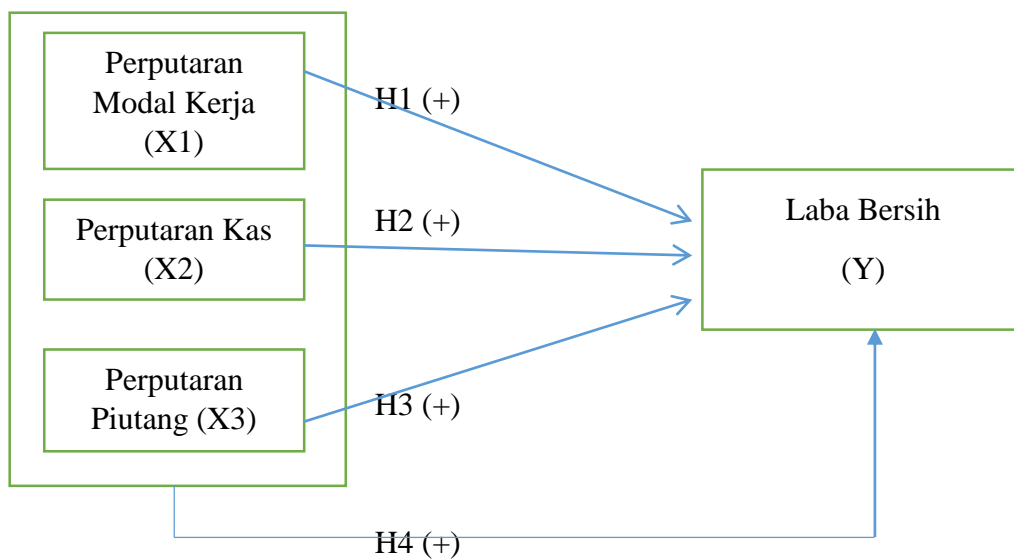 Perputaran
Modal Kerja
(X1)
H1 (+)
Perputaran Kas
(X2)
H2 (+)
Perputaran
Piutang (X3)
H3 (+)
Laba Bersih
(Y)
H4 (+)